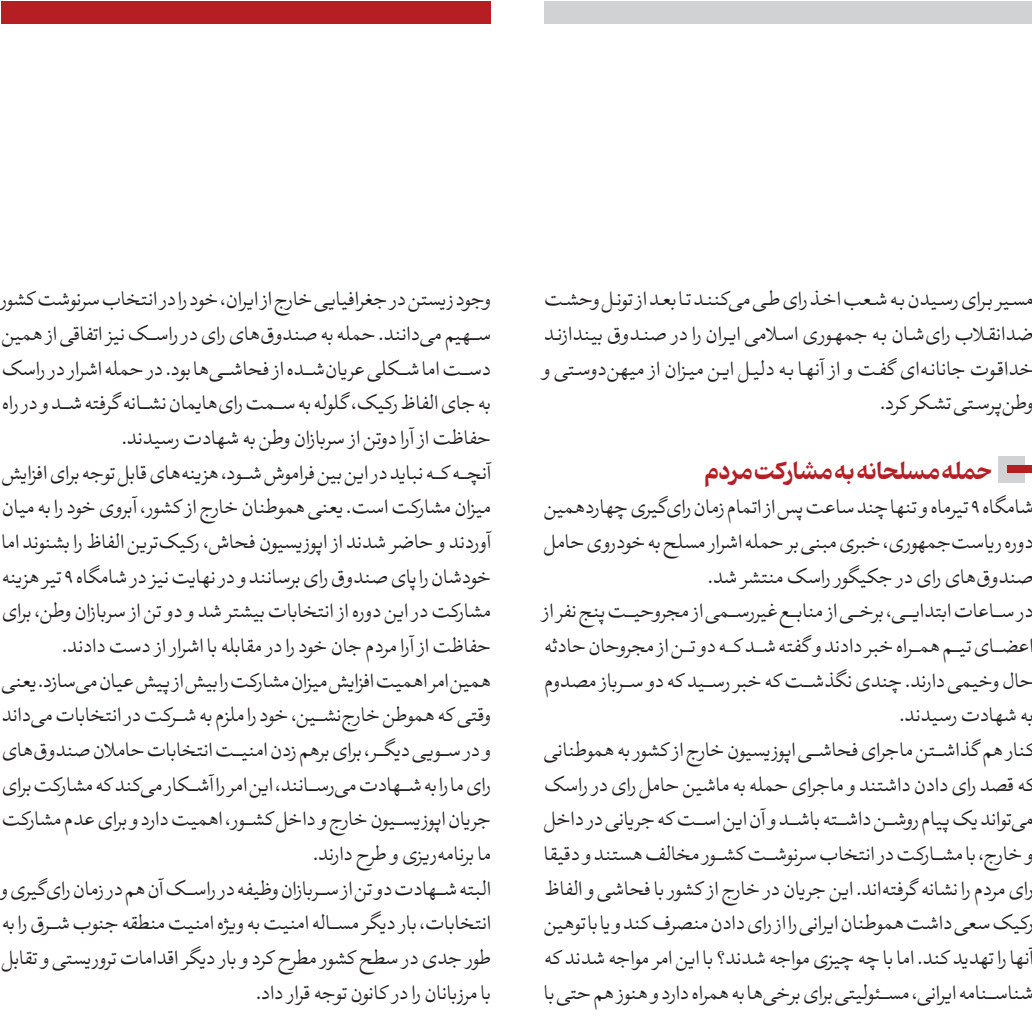 مسیر برای رسیدن به شعب اخذ رای طی می‌کنند تا بعد از تونل وحشت
ضدانقلاب رای‌شان به جمهوری اسلامی ایران را در صندوق بیندازند
خداقوت جانانه‌ای گفت و از آنها به دلیل این میزان از میهن‌دوستی و
وطن‌پرستی تشکر کرد.
حمله مسلحانه به مشارکت مردم
شامگاه ۹ تیرماه و تنها چند ساعت پس از اتمام زمان رای‌گیری چهاردهمین
دوره ریاست‌جمهوری، خبری مبنی بر حمله اشرار مسلح به خودروی حامل
صندوق‌های رای در جکیگور راسک منتشر شد.
در ساعات ابتدایی، برخی از منابع غیررسمی از مجروحیت پنج نفر از
اعضای تیم همراه خبر دادند و گفته شد که دو تن از مجروحان حادثه
حال وخیمی دارند. چندی نگذشت که خبر رسید که دو سرباز مصدوم
به شهادت رسیدند.
کنار هم گذاشتن ماجرای فحاشی اپوزیسیون خارج از کشور به هموطنانی
که قصد رای دادن داشتند و ماجرای حمله به ماشین حامل رای در راسک
می‌تواند یک پیام روشن داشته باشد و آن این است که جریانی در داخل
و خارج، با مشارکت در انتخاب سرنوشت کشور مخالف هستند و دقیقا
رای مردم را نشانه گرفته‌اند. این جریان در خارج از کشور با فحاشی و الفاظ
رکیک سعی داشت هموطنان ایرانی را از رای دادن منصرف کند و یا با توهین
آنها را تهدید کند. اما با چه چیزی مواجه شدند؟ با این امر مواجه شدند که
شناسنامه ایرانی، مسئولیتی برای برخی‌ها به همراه دارد و هنوز هم حتی با
وجود زیستن در جغرافیایی خارج از ایران، خود را در انتخاب سرنوشت کشور
سهیم می‌دانند. حمله به صندوق‌های رای در راسک نیز اتفاقی از همین
دست اما شکلی عریان‌شده از فحاشی‌ها بود. در حمله اشرار در راسک
به جای الفاظ رکیک، گلوله به سمت رای‌هایمان نشانه گرفته شد و در راه
حفاظت از آرا دوتن از سربازان وطن به شهادت رسیدند.
آنچه که نباید در این بین فراموش شود، هزینه‌های قابل توجه برای افزایش
میزان مشارکت است. یعنی هموطنان خارج از کشور، آبروی خود را به میان
آوردند و حاضر شدند از اپوزیسیون فحاش، رکیک‌ترین الفاظ را بشنوند اما
خودشان را پای صندوق رای برسانند و در نهایت نیز در شامگاه ۹ تیر هزینه
مشارکت در این دوره از انتخابات بیشتر شد و دو تن از سربازان وطن، برای
حفاظت از آرا مردم جان خود را در مقابله با اشرار از دست دادند.
همین امر اهمیت افزایش میزان مشارکت را بیش از پیش عیان می‌سازد. یعنی
وقتی که هموطن خارج‌نشین، خود را ملزم به شرکت در انتخابات می‌داند
و در سویی دیگر، برای برهم زدن امنیت انتخابات حاملان صندوق‌های
رای ما را به شهادت می‌رسانند، این امر را آشکار می‌کند که مشارکت برای
جریان اپوزیسیون خارج و داخل کشور، اهمیت دارد و برای عدم مشارکت
ما برنامه‌ریزی و طرح دارند.
البته شهادت دو تن از سربازان وظیفه در راسک آن هم در زمان رای‌گیری و
انتخابات، بار دیگر مساله امنیت به ویژه امنیت منطقه جنوب شرق را به
طور جدی در سطح کشور مطرح کرد و بار دیگر اقدامات تروریستی و تقابل
با مرزبانان را در کانون توجه قرار داد.